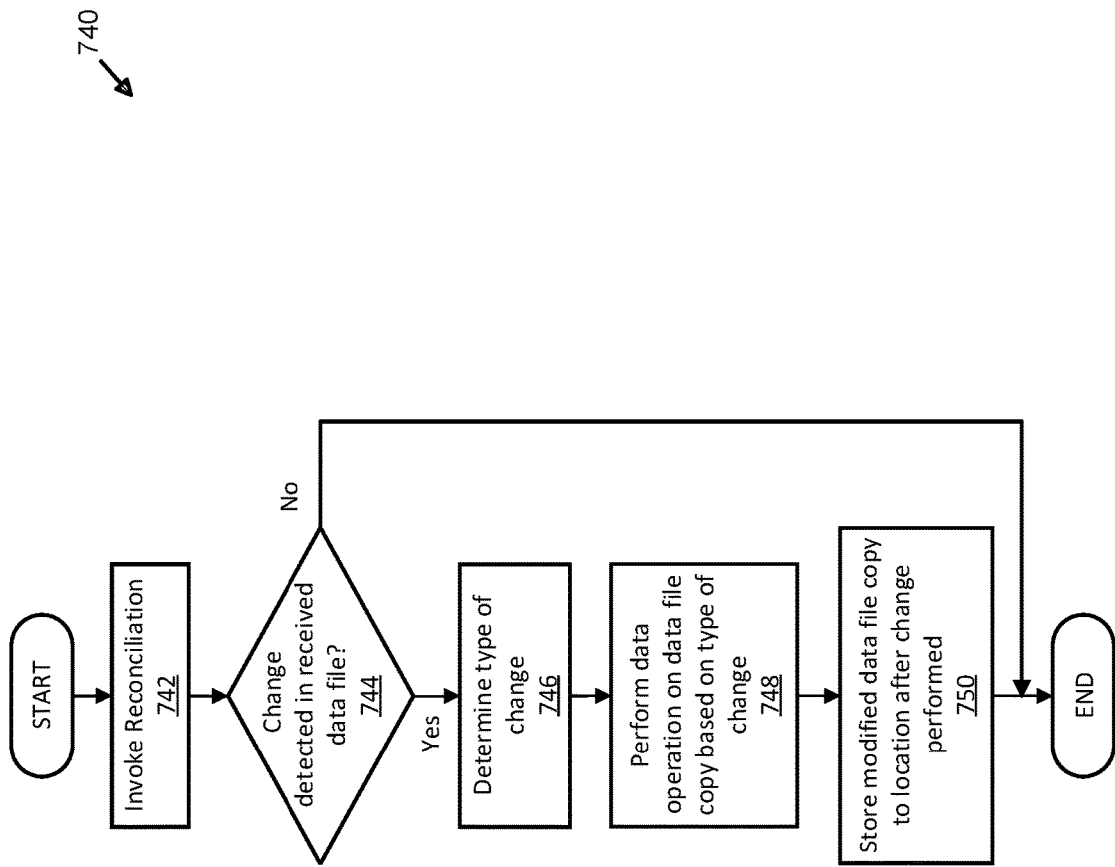 740
START
Invoke Reconciliation
742
Change
detected in received
data file?
744
No
Yes
Determine type of
change
746
Perform data
operation on data file
copy based on type of
change
748
Store modified data file copy
to location after change
performed
750
END